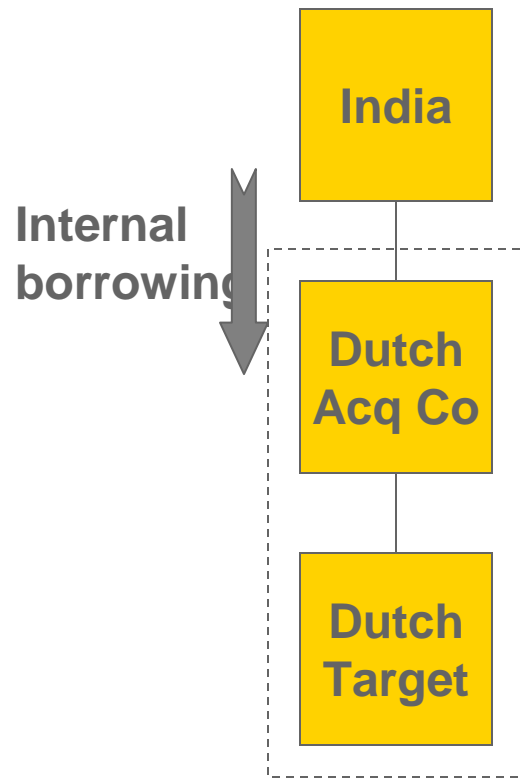 India
Internal
borrowing
Dutch
Acq Co
Dutch
Target